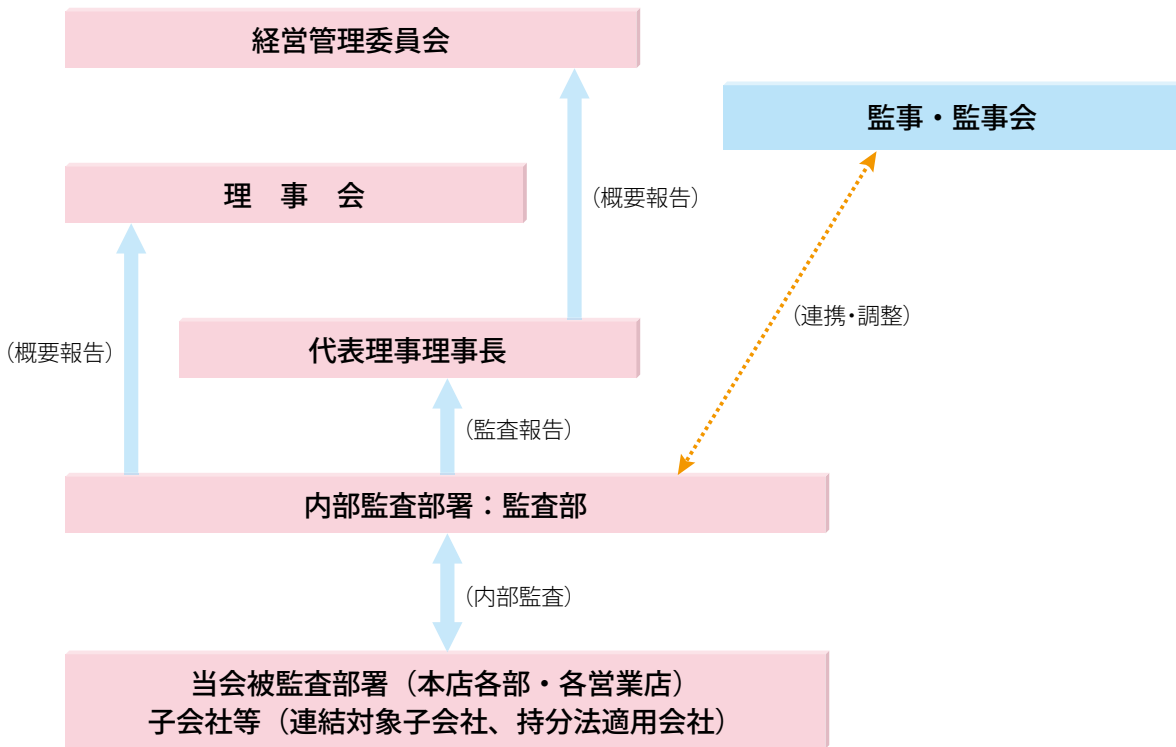 経営管理委員会
監事・監事会
理　事　会
（概要報告）
（連携・調整）
代表理事理事長
（概要報告）
（監査報告）
内部監査部署：監査部
（内部監査）
当会被監査部署（本店各部・各営業店）
子会社等（連結対象子会社、持分法適用会社）